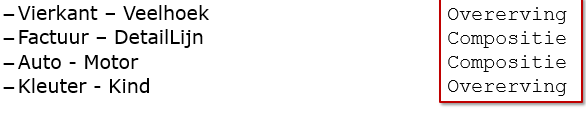 – Vierkant – Veelhoek Overerving
– Factuur – DetailLijn Compositie
– Auto - Motor Compositie
– Kleuter - Kind Overerving